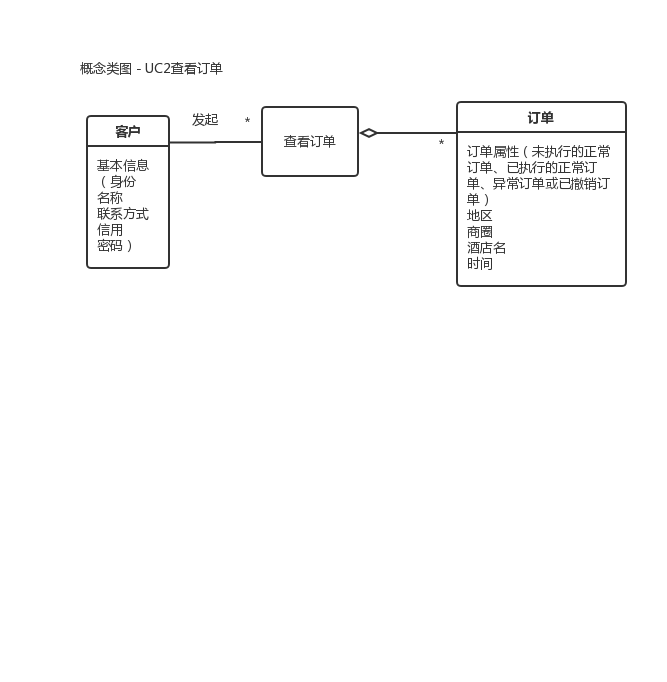 概念类图 - UC2查看订单
客户
基本信息
（身份
名称
联系方式
信用
密码）
发起
*
查看订单
*
订单
订单属性（未执行的正常
订单、已执行的正常订
单、异常订单或已撤销订
单）
地区
商圈
酒店名
时间